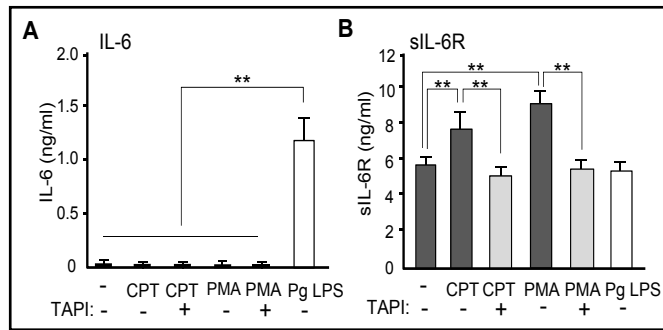 A
IL-6
IL-6 (ng/ml)
2.0
1.5
1.0
0.5
0
**
- CPT CPT PMA PMA Pg LPS
TAPI: - - + - + -
B
sIL-6R
sIL-6R (ng/ml)
12
10
8
6
4
2
0
**
** ** **
- CPT CPT PMA PMA Pg LPS
TAPI: - - + - + -